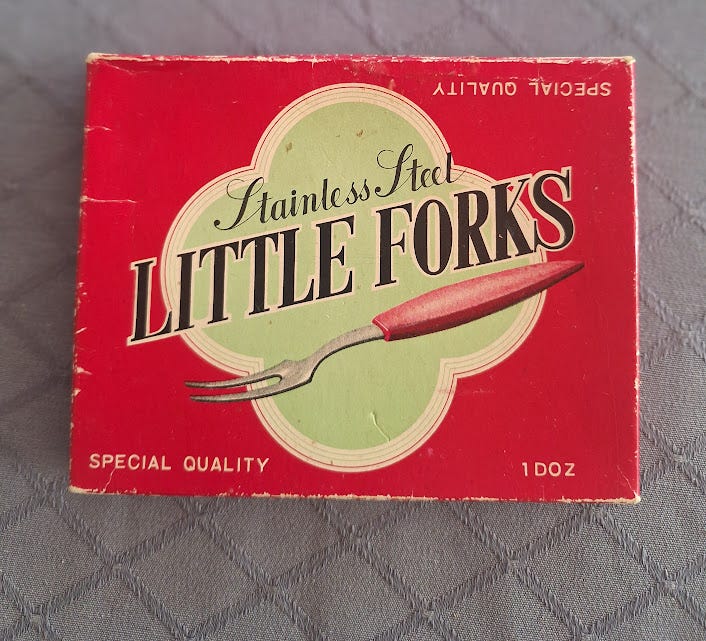 SPECIAL QUALITY
Stainless Steel
LITTLE FORKS
SPECIAL QUALITY
1 DOZ